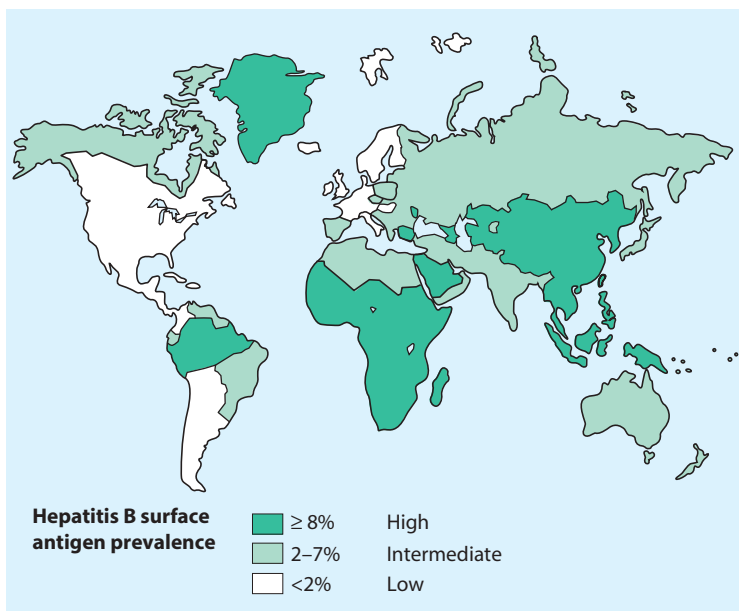 Hepatitis B surface
antigen prevalence
≥ 8% High
2–7% Intermediate
<2% Low